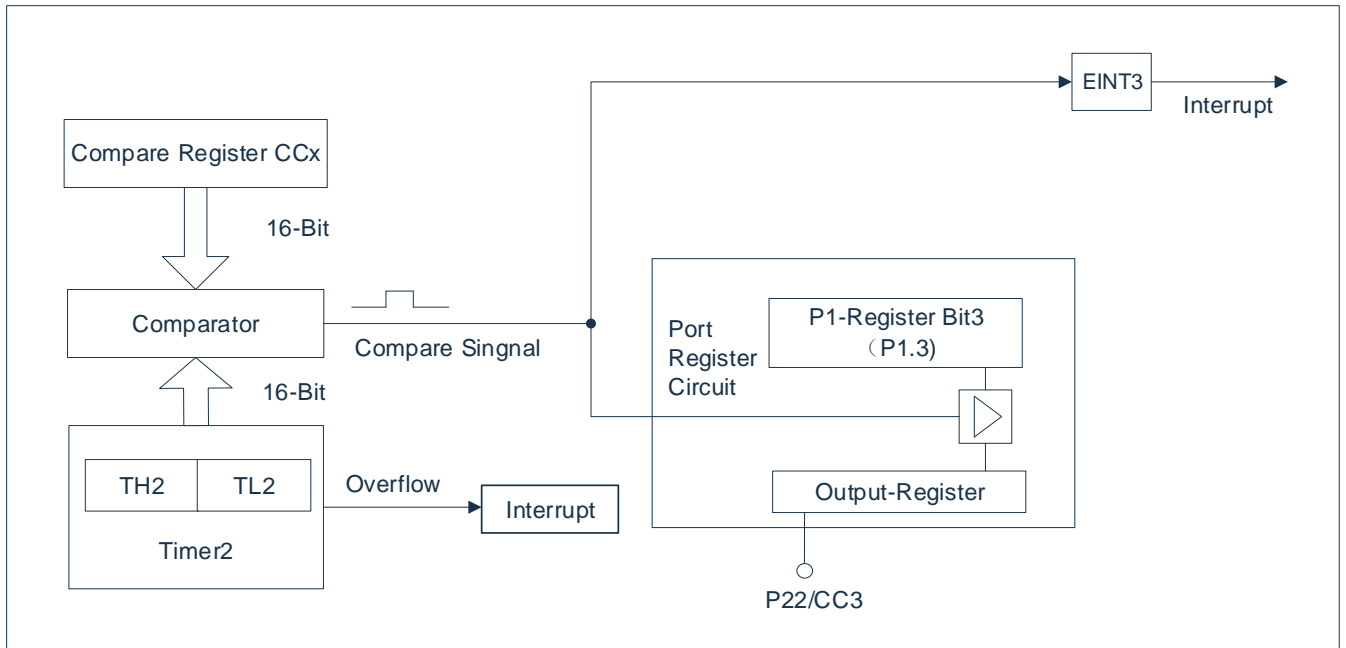 EINT3
Interrupt
Compare Register CCx
16-Bit
Comparator
Compare Singnal
16-Bit
TH2
TL2
Timer2
Overflow
Interrupt
Port
Register
Circuit
P1-Register Bit3
（P1.3)
Output-Register
P22/CC3